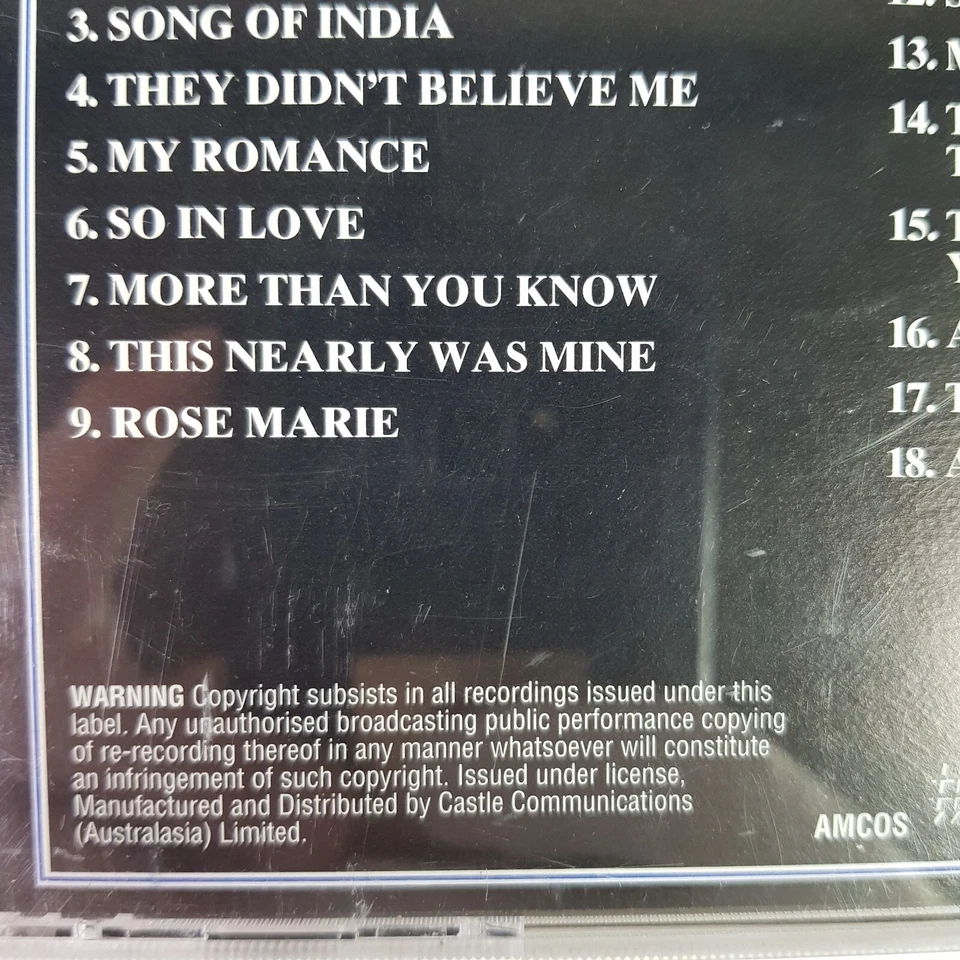 3. SONG OF INDIA
4. THEY DIDN'T BELIEVE ME
5. MY ROMANCE
6. SO IN LOVE
7. MORE THAN YOU KNOW
8. THIS NEARLY WAS MINE
9. ROSE MARIE
12.
13.
14.
15.
16.
17.
18.
WARNING Copyright subsists in all recordings issued under this
label. Any unauthorised broadcasting public performance copying
of re-recording thereof in any manner whatsoever will constitute
an infringement of such copyright. Issued under license,
Manufactured and Distributed by Castle Communications
(Australasia) Limited.
AMCOS